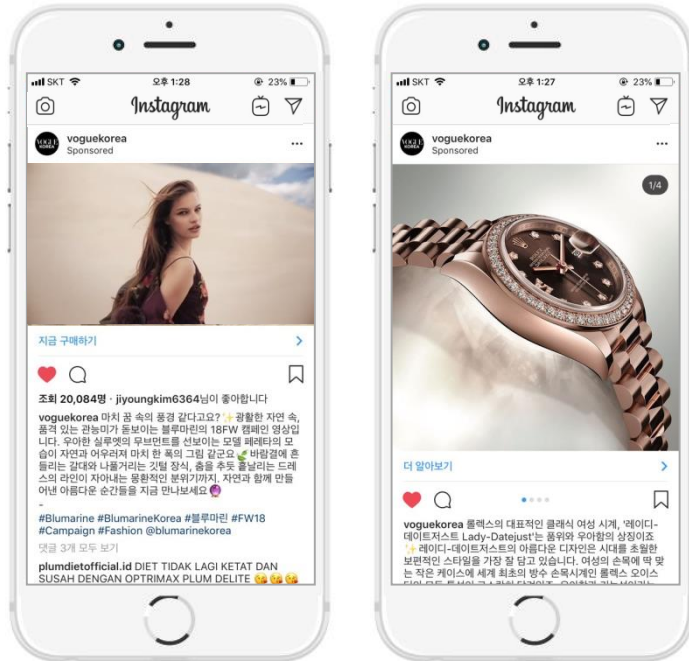 SKT
오후 1:28
23%
Instagram
VOGUE
KOREA
voguekorea
Sponsored
지금 구매하기
조회 20,084명 · jiyoungkim6364님이 좋아합니다
voguekorea 마치 꿈 속의 풍경 같다고요?✨광활한 자연 속,
품격 있는 관능미가 돋보이는 블루마린의 18FW 캠페인 영상입
니다. 우아한 실루엣의 무브먼트를 선보이는 모델 페레타의 모
습이 자연과 어우러져 마치 한 폭의 그림 같군요🌿바람결에 흔
들리는 갈대와 나풀거리는 깃털 장식, 춤을 추듯 흩날리는 드레
스의 라인이 자아내는 몽환적인 분위기까지. 자연과 함께 만들
어낸 아름다운 순간들을 지금 만나보세요🔮
-
#Blumarine #BlumarineKorea #블루마린 #FW18
#Campaign #Fashion @blumarinekorea
댓글 3개 모두 보기
plumdietofficial.id DIET TIDAK LAGI KETAT DAN
SUSAH DENGAN OPTRIMAX PLUM DELITE 😘😘😘
SKT
오후 1:27
23%
Instagram
VOGUE
KOREA
voguekorea
Sponsored
1/4
더 알아보기
voguekorea 롤렉스의 대표적인 클래식 여성 시계, '레이디-
데이트저스트 Lady-Datejust'는 품위와 우아함의 상징이죠
✨레이디-데이트저스트의 아름다운 디자인은 시대를 초월한
보편적인 스타일을 가장 잘 담고 있습니다. 여성의 손목에 딱 맞
는 작은 케이스에 세계 최초의 방수 손목시계인 롤렉스 오이스